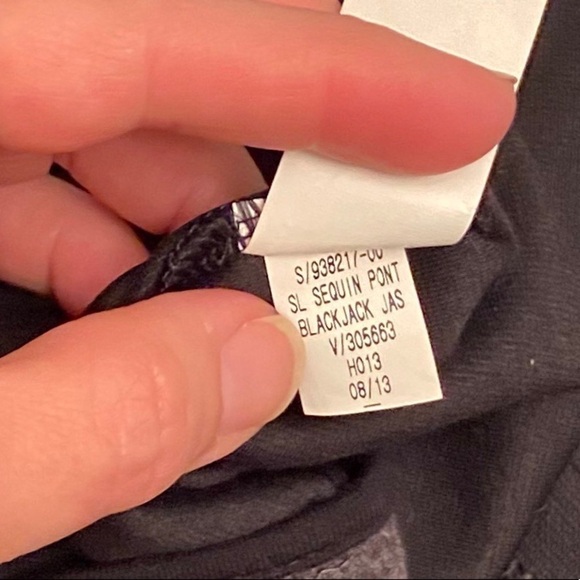 S/938217-00
SL SEQUIN PONT
BLACKJACK JAS
V/305663
H013
08/13